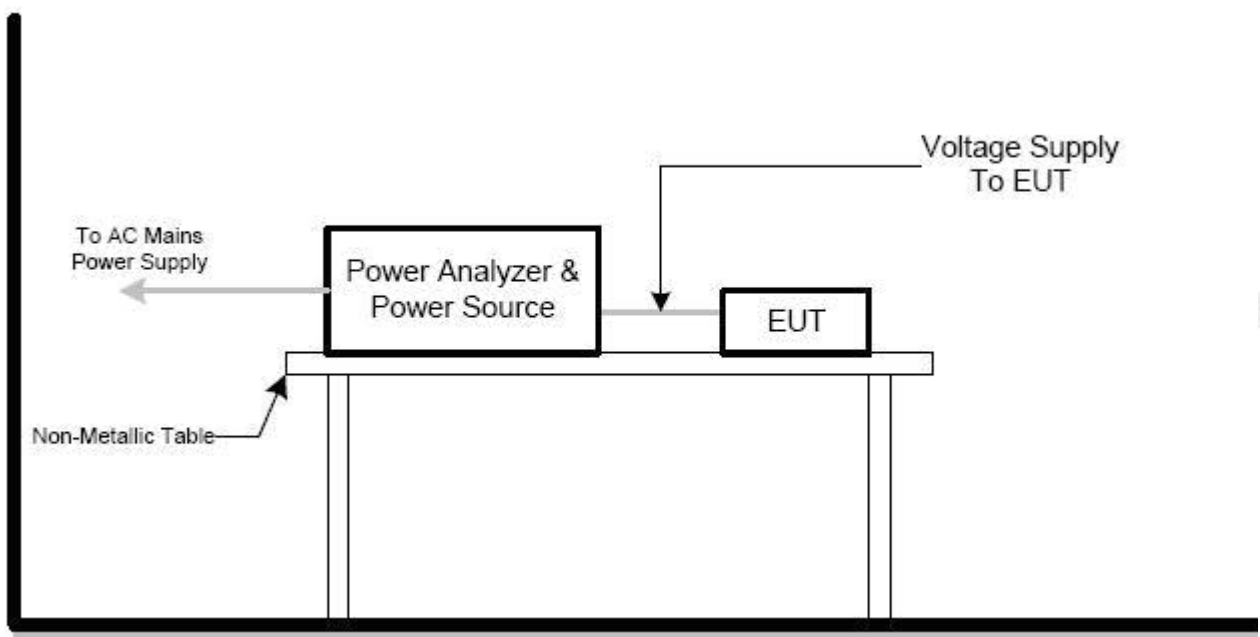 Voltage Supply
To EUT
To AC Mains
Power Supply
Power Analyzer &
Power Source
EUT
Non-Metallic Table